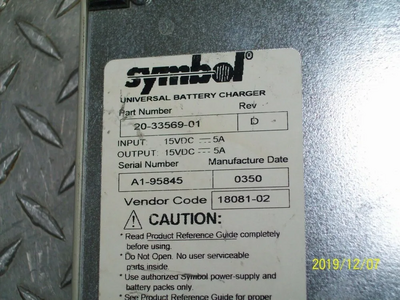 symbol®
UNIVERSAL BATTERY CHARGER
Part Number Rev
20-33569-01 D
INPUT: 15VDC ⎓ 5A
OUTPUT: 15VDC ⎓ 5A
Serial Number Manufacture Date
A1-95845 0350
Vendor Code 18081-02
⚠ CAUTION:
* Read Product Reference Guide completely
before using.
* Do Not Open. No user serviceable
parts inside.
* Use authorized Symbol power-supply and
battery packs only.
* See Product Reference Guide for proper
2019/12/07